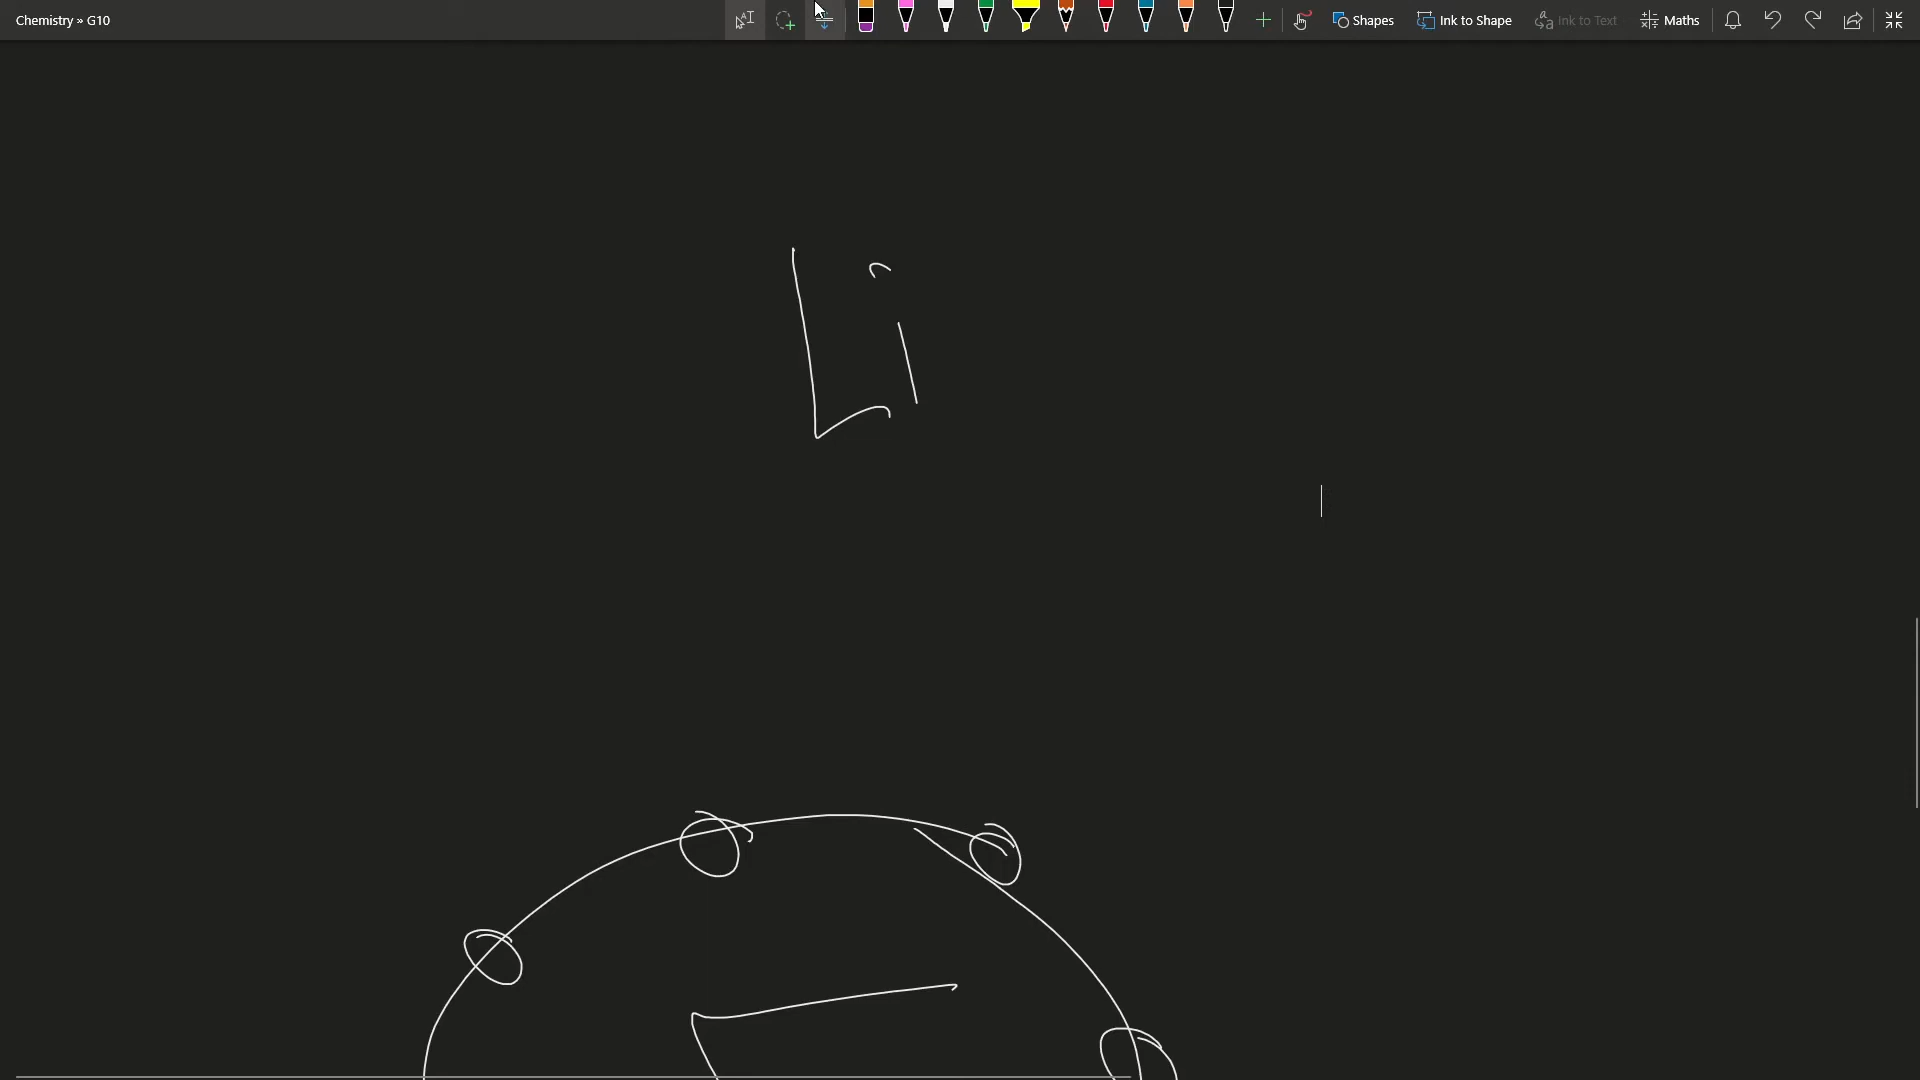 Chemistry » G10
Shapes
Ink to Shape
Ink to Text
Maths
Li